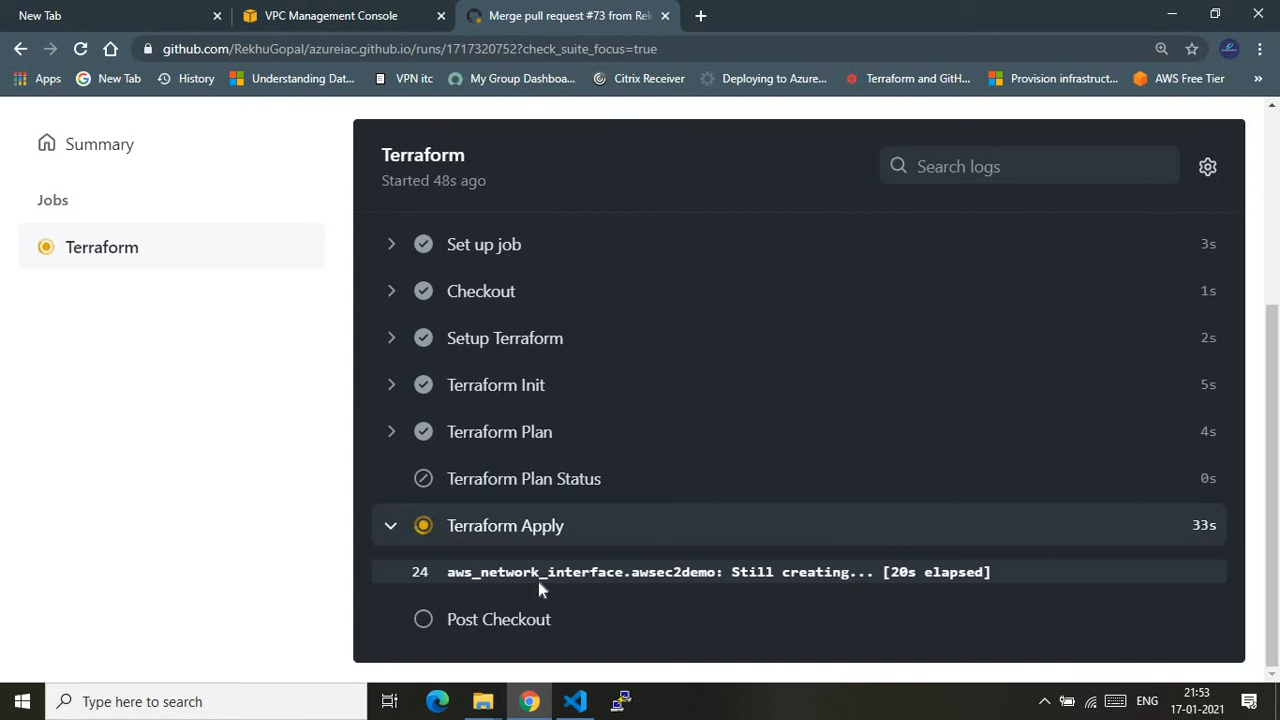 New Tab
VPC Management Console
Merge pull request #73 from Rek
github.com/RekhuGopal/azureiac.github.io/runs/1717320752?check_suite_focus=true
Apps
New Tab
History
Understanding Dat...
VPN itc
My Group Dashboa...
Citrix Receiver
Deploying to Azure...
Terraform and GitH...
Provision infrastruct...
AWS Free Tier
»
Summary
Jobs
Terraform
Terraform
Started 48s ago
Search logs
Set up job 3s
Checkout 1s
Setup Terraform 2s
Terraform Init 5s
Terraform Plan 4s
Terraform Plan Status 0s
Terraform Apply 33s
24 aws_network_interface.awsec2demo: Still creating... [20s elapsed]
Post Checkout
Type here to search
ENG
21:53
17-01-2021